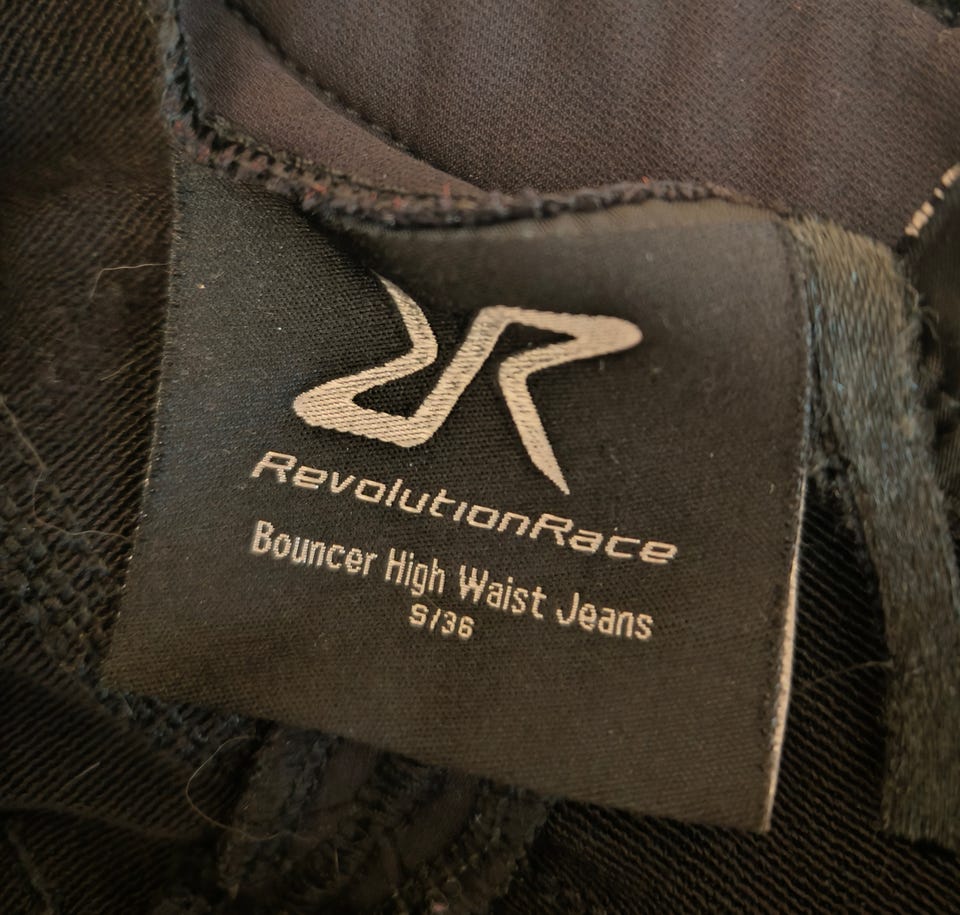 RevolutionRace
Bouncer High Waist Jeans
S/36